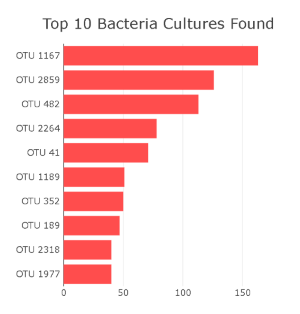 Top 10 Bacteria Cultures Found
OTU 1167
OTU 2859
OTU 482
OTU 2264
OTU 41
OTU 1189
OTU 352
OTU 189
OTU 2318
OTU 1977
0 50 100 150